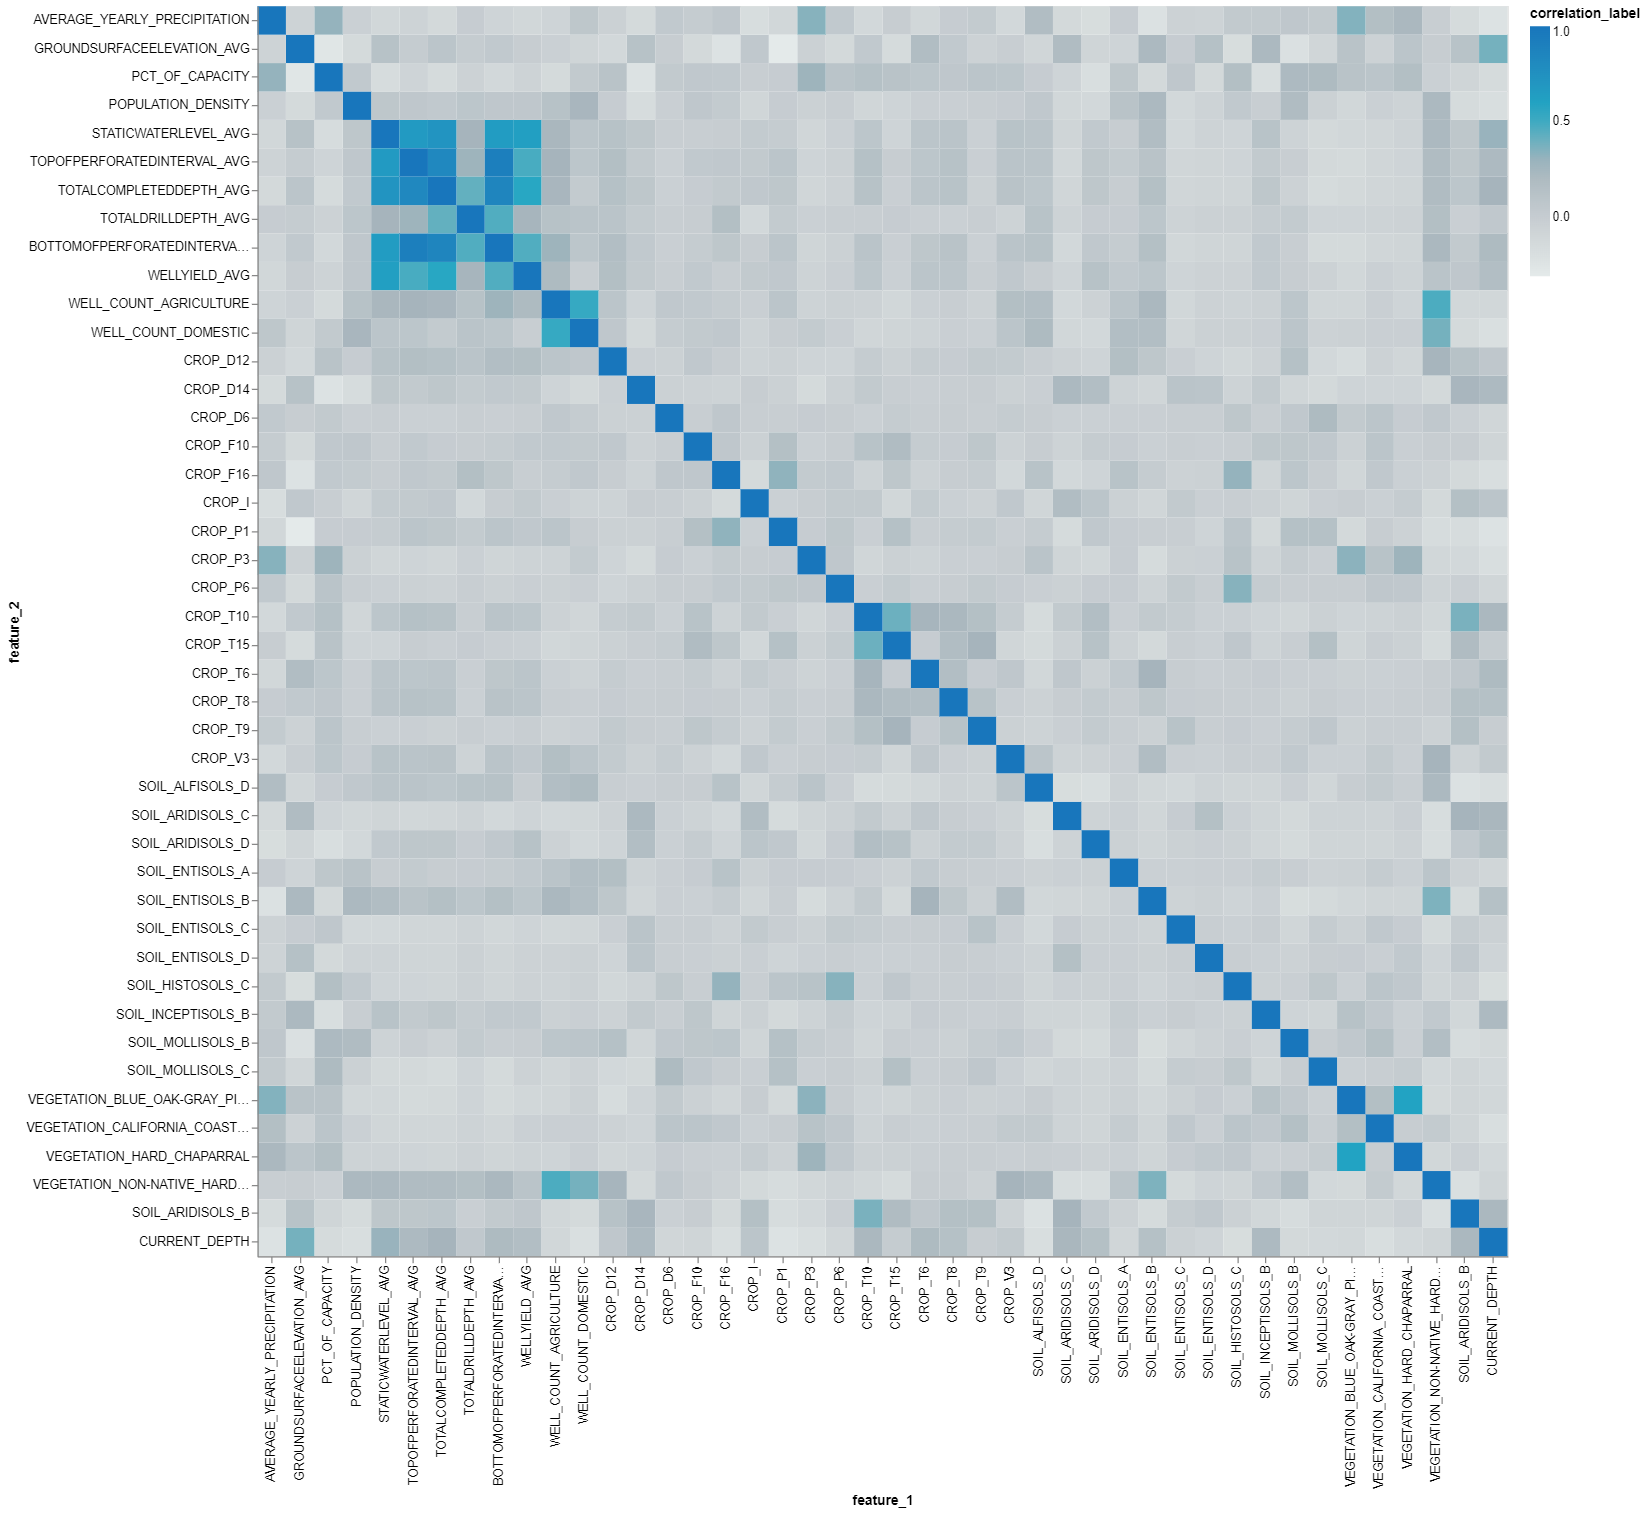 correlation_label
1.0
0.5
0.0
feature_2
AVERAGE_YEARLY_PRECIPITATION
GROUNDSURFACEELEVATION_AVG
PCT_OF_CAPACITY
POPULATION_DENSITY
STATICWATERLEVEL_AVG
TOPOFPERFORATEDINTERVAL_AVG
TOTALCOMPLETEDDEPTH_AVG
TOTALDRILLDEPTH_AVG
BOTTOMOFPERFORATEDINTERVA…
WELLYIELD_AVG
WELL_COUNT_AGRICULTURE
WELL_COUNT_DOMESTIC
CROP_D12
CROP_D14
CROP_D6
CROP_F10
CROP_F16
CROP_I
CROP_P1
CROP_P3
CROP_P6
CROP_T10
CROP_T15
CROP_T6
CROP_T8
CROP_T9
CROP_V3
SOIL_ALFISOLS_D
SOIL_ARIDISOLS_C
SOIL_ARIDISOLS_D
SOIL_ENTISOLS_A
SOIL_ENTISOLS_B
SOIL_ENTISOLS_C
SOIL_ENTISOLS_D
SOIL_HISTOSOLS_C
SOIL_INCEPTISOLS_B
SOIL_MOLLISOLS_B
SOIL_MOLLISOLS_C
VEGETATION_BLUE_OAK-GRAY_PI…
VEGETATION_CALIFORNIA_COAST…
VEGETATION_HARD_CHAPARRAL
VEGETATION_NON-NATIVE_HARD…
SOIL_ARIDISOLS_B
CURRENT_DEPTH
AVERAGE_YEARLY_PRECIPITATION
GROUNDSURFACEELEVATION_AVG
PCT_OF_CAPACITY
POPULATION_DENSITY
STATICWATERLEVEL_AVG
TOPOFPERFORATEDINTERVAL_AVG
TOTALCOMPLETEDDEPTH_AVG
TOTALDRILLDEPTH_AVG
BOTTOMOFPERFORATEDINTERVA…
WELLYIELD_AVG
WELL_COUNT_AGRICULTURE
WELL_COUNT_DOMESTIC
CROP_D12
CROP_D14
CROP_D6
CROP_F10
CROP_F16
CROP_I
CROP_P1
CROP_P3
CROP_P6
CROP_T10
CROP_T15
CROP_T6
CROP_T8
CROP_T9
CROP_V3
SOIL_ALFISOLS_D
SOIL_ARIDISOLS_C
SOIL_ARIDISOLS_D
SOIL_ENTISOLS_A
SOIL_ENTISOLS_B
SOIL_ENTISOLS_C
SOIL_ENTISOLS_D
SOIL_HISTOSOLS_C
SOIL_INCEPTISOLS_B
SOIL_MOLLISOLS_B
SOIL_MOLLISOLS_C
VEGETATION_BLUE_OAK-GRAY_PI…
VEGETATION_CALIFORNIA_COAST…
VEGETATION_HARD_CHAPARRAL
VEGETATION_NON-NATIVE_HARD…
SOIL_ARIDISOLS_B
CURRENT_DEPTH
feature_1